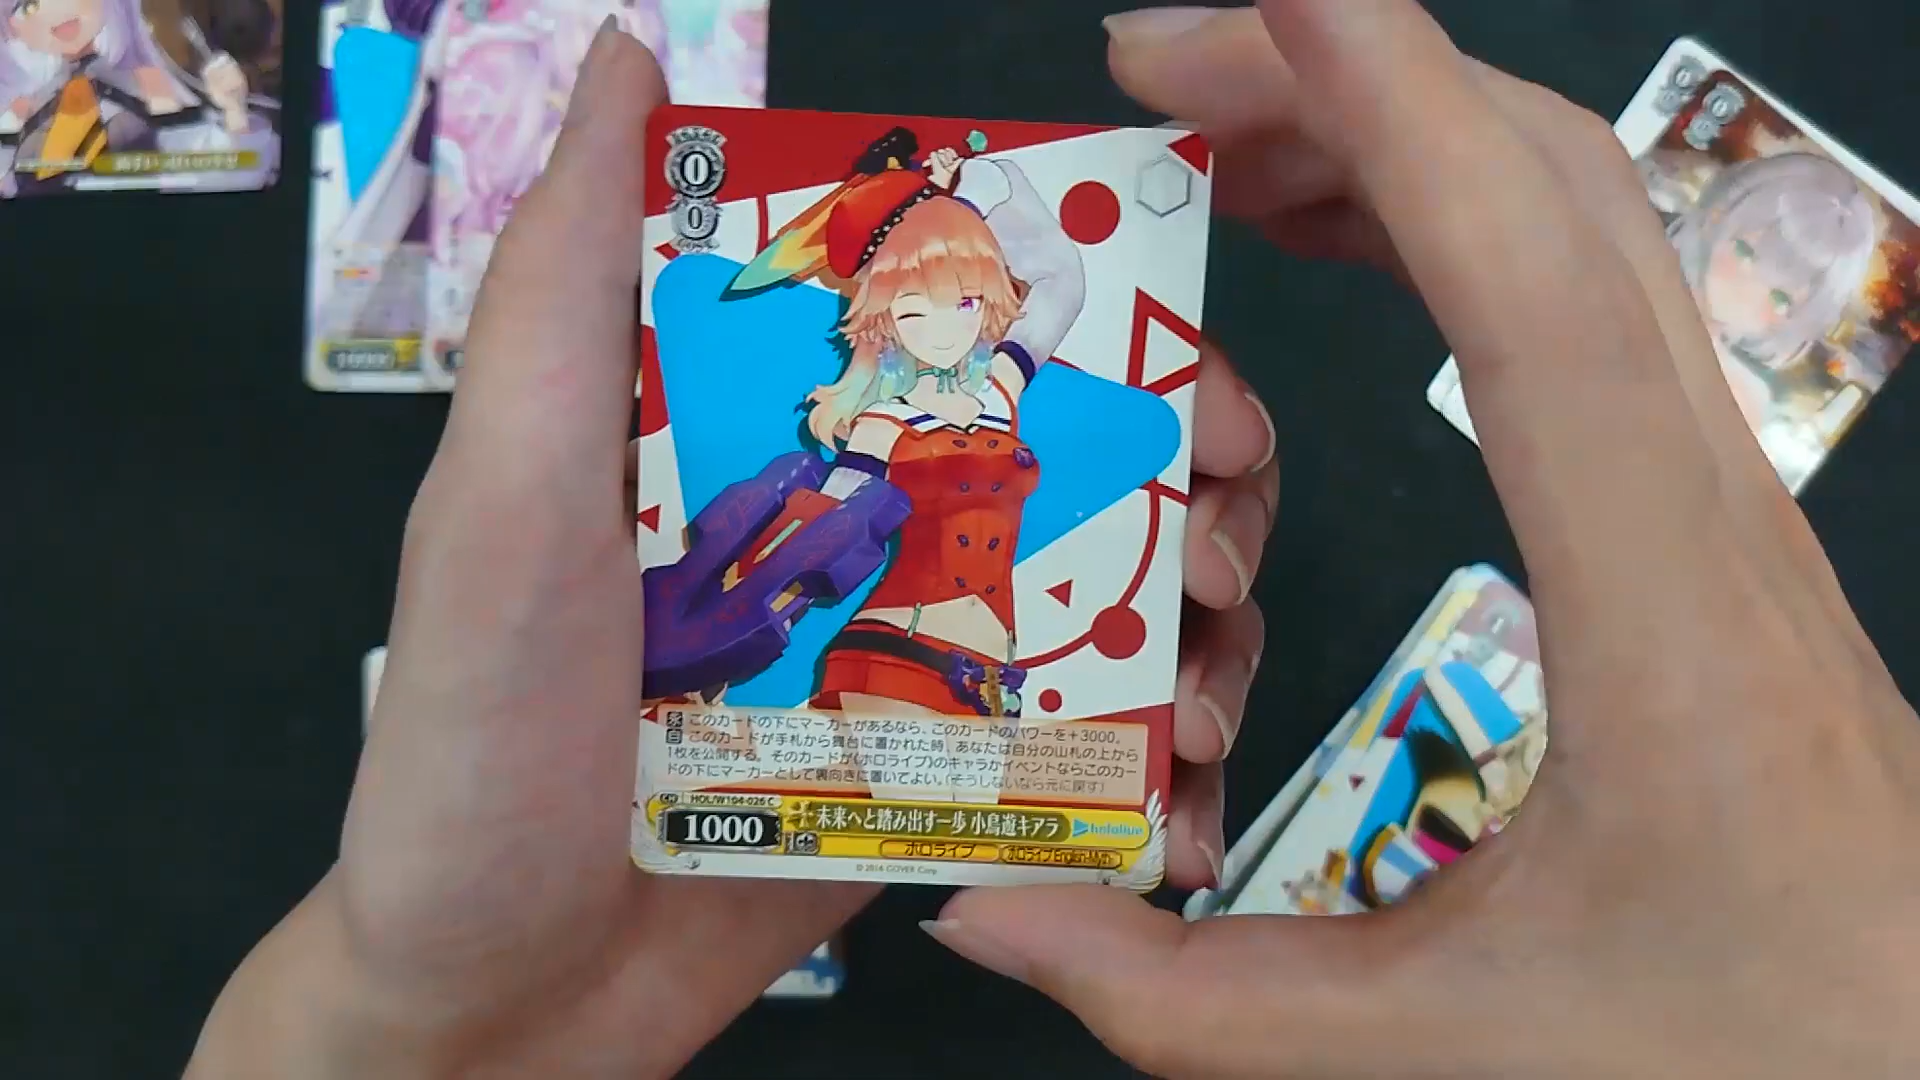 0
0
永 このカードの下にマーカーがあるなら、このカードのパワーを+3000。
自 このカードが手札から舞台に置かれた時、あなたは自分の山札の上から
1枚を公開する。そのカードが《ホロライブ》のキャラかイベントならこのカー
ドの下にマーカーとして裏向きに置いてよい。(そうしないなら元に戻す)
CH HOL/W104-026 C
1000
未来へと踏み出す一歩 小鳥遊キアラ
hololive
ホロライブ
ホロライブEnglish-Myth-
© 2016 COVER Corp.
0
0
1